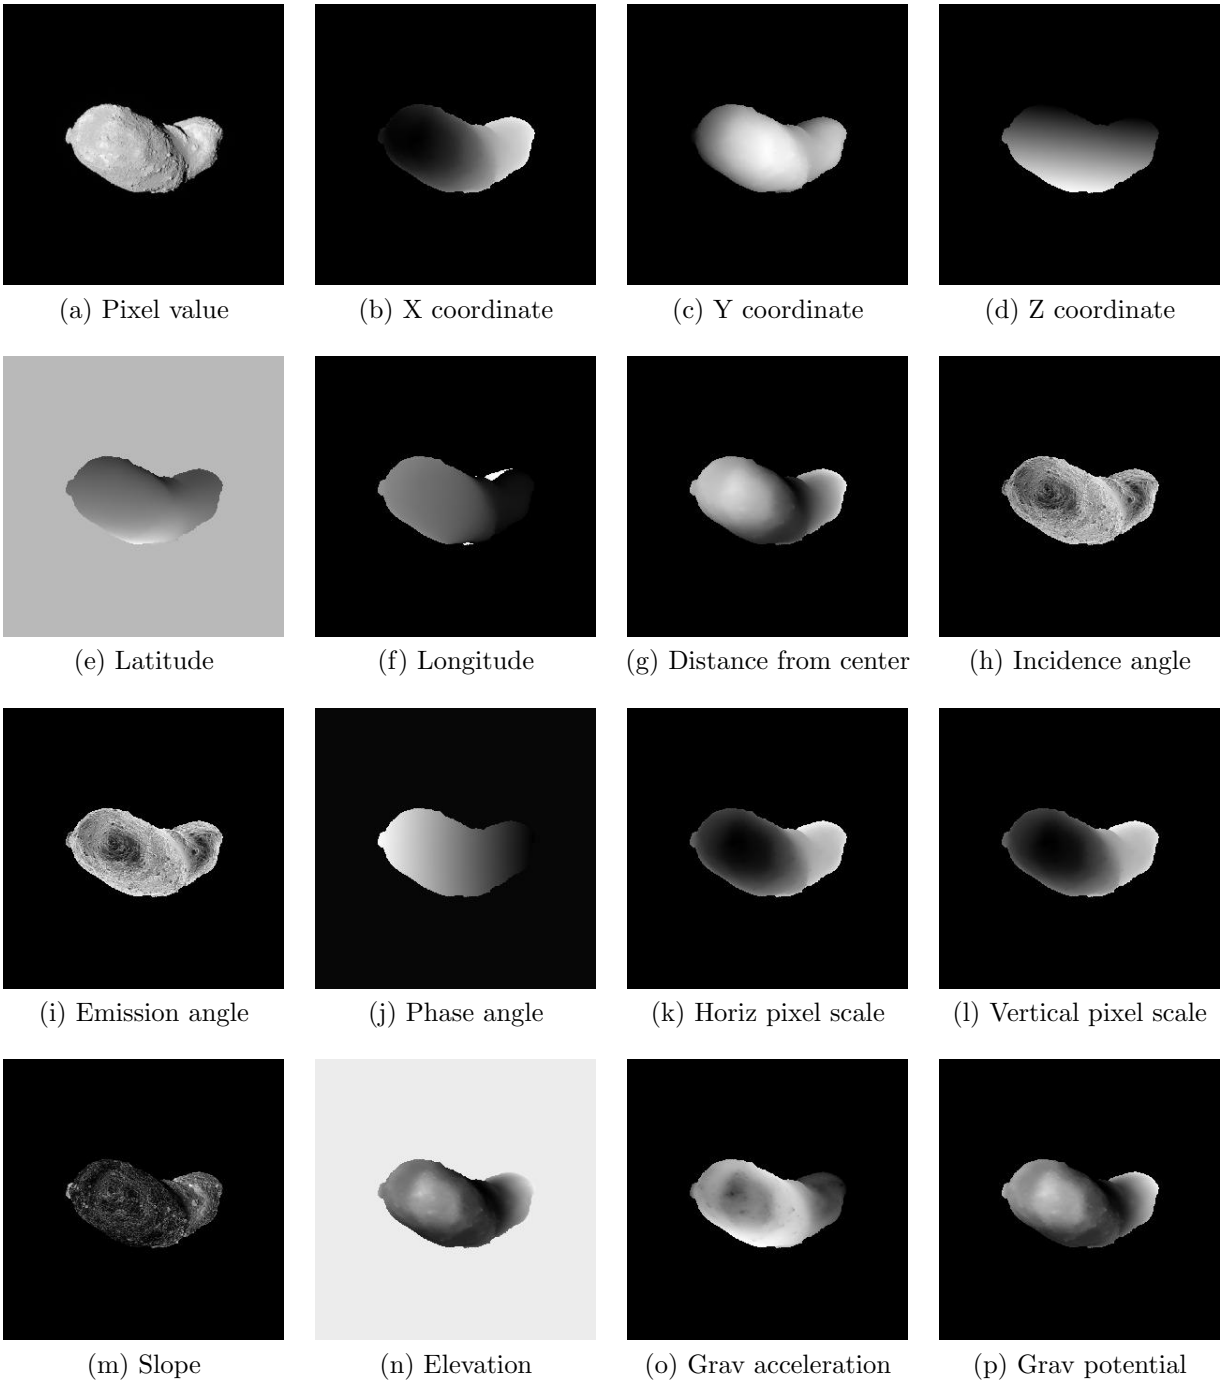 (a) Pixel value
(b) X coordinate
(c) Y coordinate
(d) Z coordinate
(e) Latitude
(f) Longitude
(g) Distance from center
(h) Incidence angle
(i) Emission angle
(j) Phase angle
(k) Horiz pixel scale
(l) Vertical pixel scale
(m) Slope
(n) Elevation
(o) Grav acceleration
(p) Grav potential